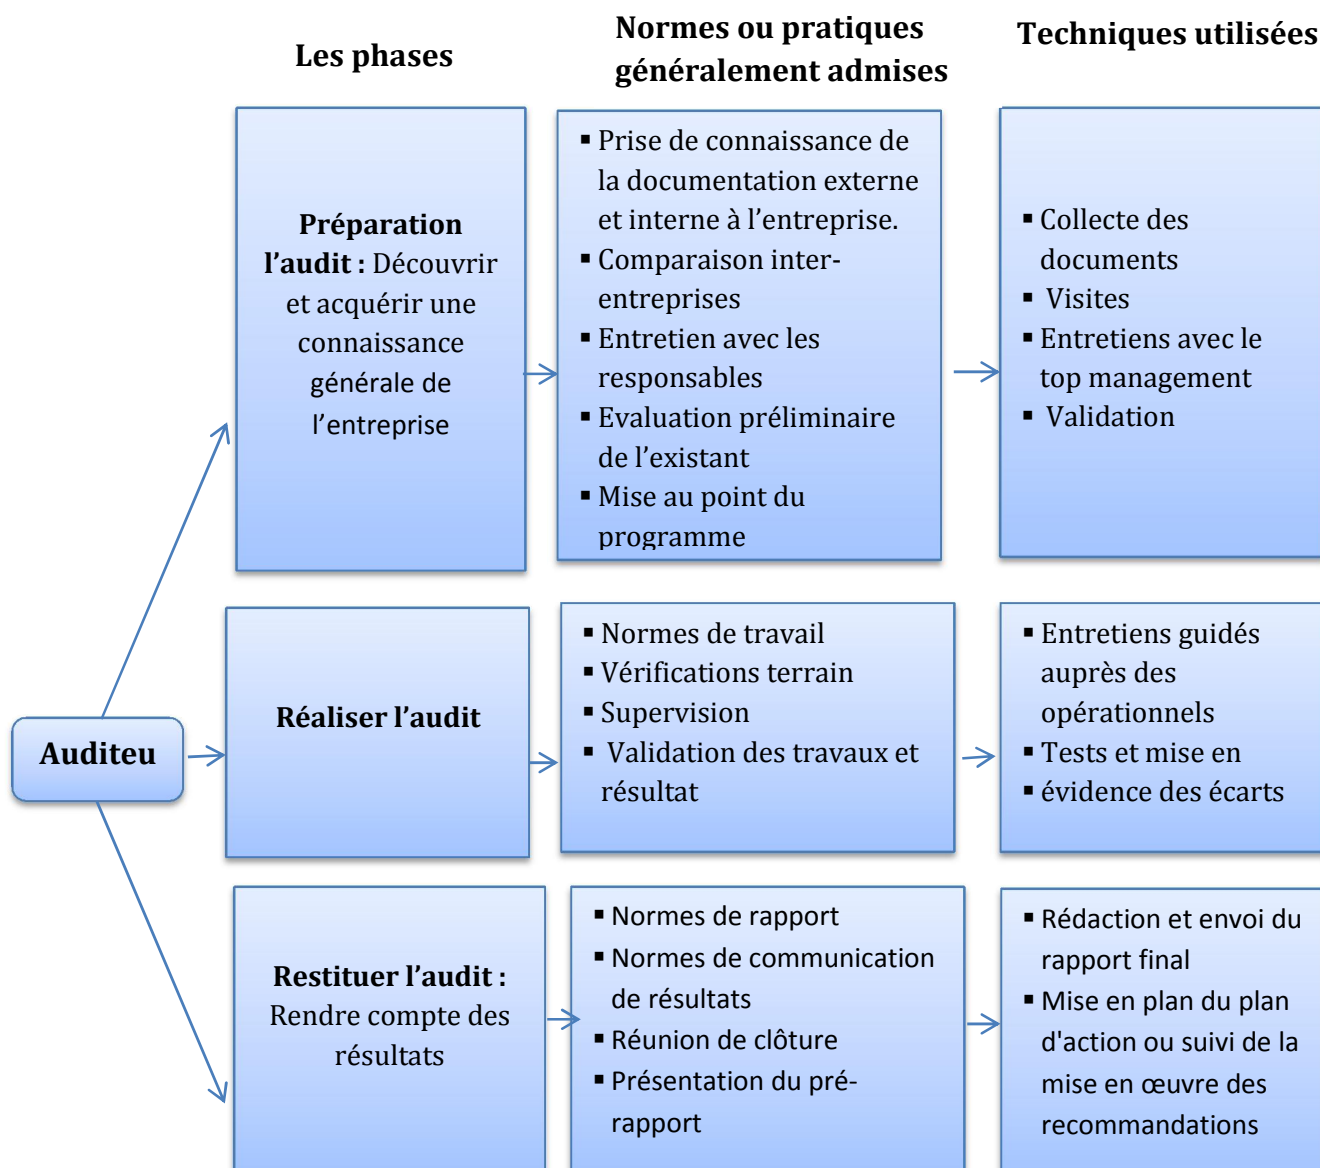 Les phases
Normes ou pratiques
généralement admises
Techniques utilisées
Préparation
l’audit : Découvrir
et acquérir une
connaissance
générale de
l’entreprise
▪ Prise de connaissance de
la documentation externe
et interne à l’entreprise.
▪ Comparaison inter-
entreprises
▪ Entretien avec les
responsables
▪ Evaluation préliminaire
de l’existant
▪ Mise au point du
programme
▪ Collecte des
documents
▪ Visites
▪ Entretiens avec le
top management
▪ Validation
Auditeu
Réaliser l’audit
▪ Normes de travail
▪ Vérifications terrain
▪ Supervision
▪ Validation des travaux et
résultat
▪ Entretiens guidés
auprès des
opérationnels
▪ Tests et mise en
▪ évidence des écarts
Restituer l’audit :
Rendre compte des
résultats
▪ Normes de rapport
▪ Normes de communication
de résultats
▪ Réunion de clôture
▪ Présentation du pré-
rapport
▪ Rédaction et envoi du
rapport final
▪ Mise en plan du plan
d'action ou suivi de la
mise en œuvre des
recommandations